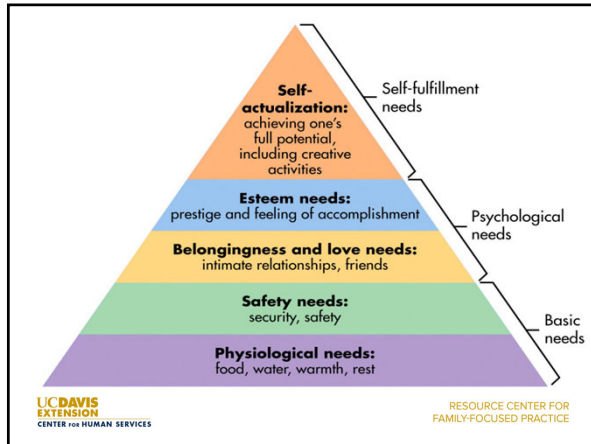 Self-
actualization:
achieving one's
full potential,
including creative
activities
Self-fulfillment
needs
Esteem needs:
prestige and feeling of accomplishment
Psychological
needs
Belongingness and love needs:
intimate relationships, friends
Safety needs:
security, safety
Basic
needs
Physiological needs:
food, water, warmth, rest
UCDAVIS
EXTENSION
CENTER FOR HUMAN SERVICES
RESOURCE CENTER FOR
FAMILY-FOCUSED PRACTICE